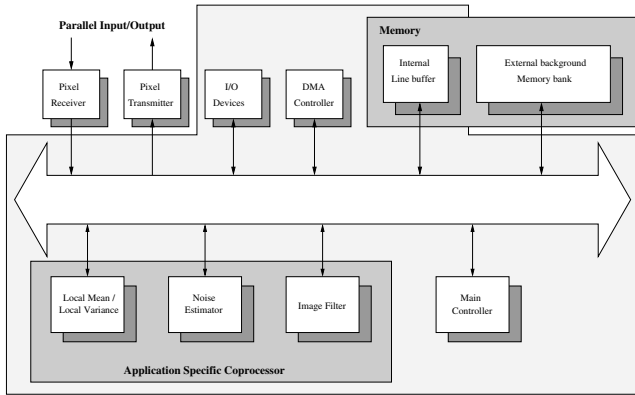 Parallel Input/Output
Memory
Pixel
Receiver
Pixel
Transmitter
I/O
Devices
DMA
Controller
Internal
Line buffer
External background
Memory bank
Local Mean /
Local Variance
Noise
Estimator
Image Filter
Main
Controller
Application Specific Coprocessor